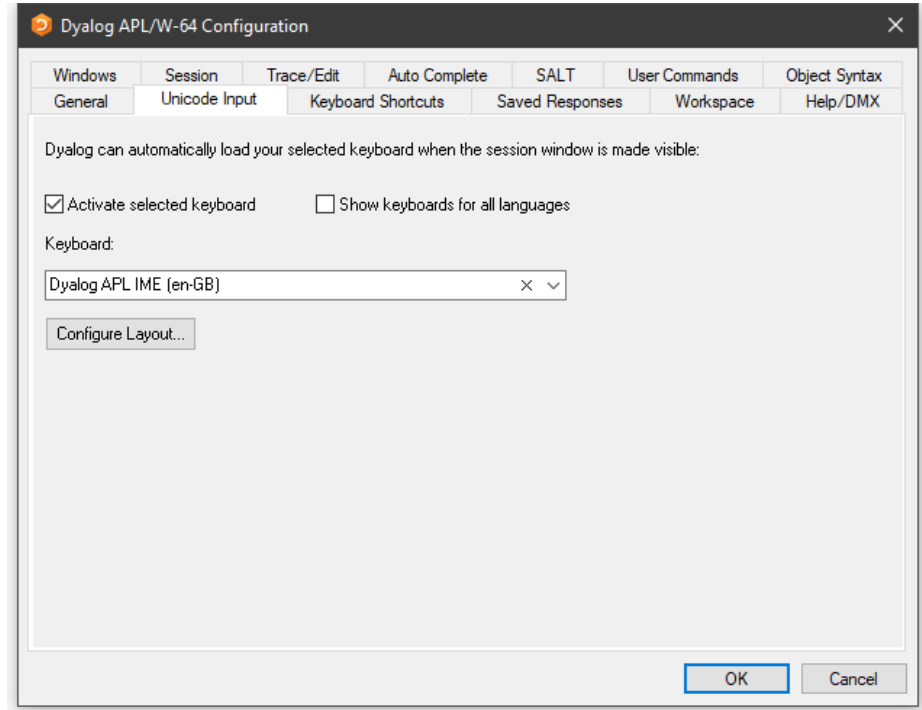 Dyalog APL/W-64 Configuration
Windows Session Trace/Edit Auto Complete SALT User Commands Object Syntax
General Unicode Input Keyboard Shortcuts Saved Responses Workspace Help/DMX
Dyalog can automatically load your selected keyboard when the session window is made visible:
Activate selected keyboard Show keyboards for all languages
Keyboard:
Dyalog APL IME (en-GB)
Configure Layout...
OK Cancel